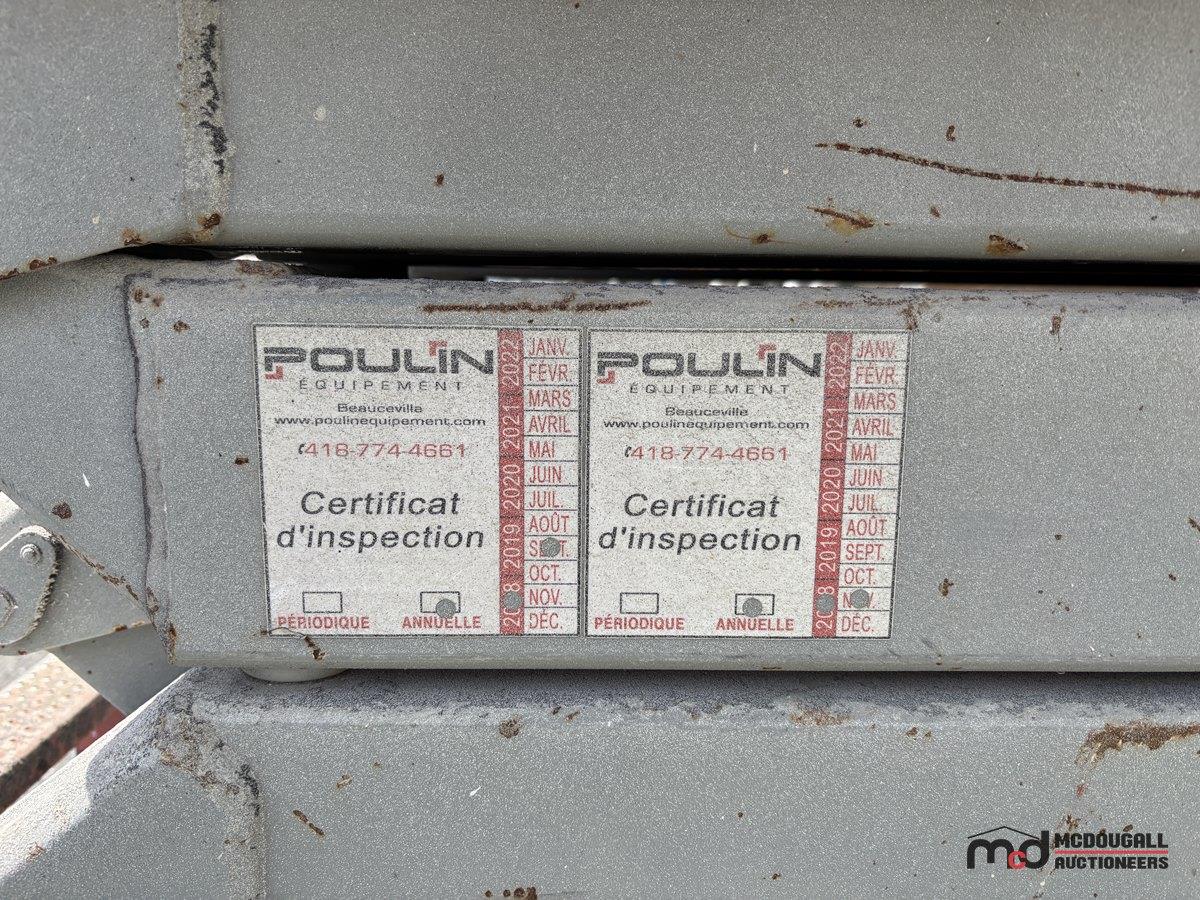 POULIN
ÉQUIPEMENT
Beauceville
www.poulinequipement.com
418-774-4661
Certificat
d'inspection
PÉRIODIQUE
ANNUELLE
2022
2021
2020
2019
JANV.
FÉVR.
MARS
AVRIL
MAI
JUIN
JUIL.
AOÛT
OCT.
NOV.
DÉC.
POULIN
ÉQUIPEMENT
Beauceville
www.poulinequipement.com
418-774-4661
Certificat
d'inspection
PÉRIODIQUE
ANNUELLE
2022
2021
2020
2019
JANV.
FÉVR.
MARS
AVRIL
MAI
JUIN
JUIL.
AOÛT
SEPT.
OCT.
DÉC.
mcd MCDOUGALL
AUCTIONEERS